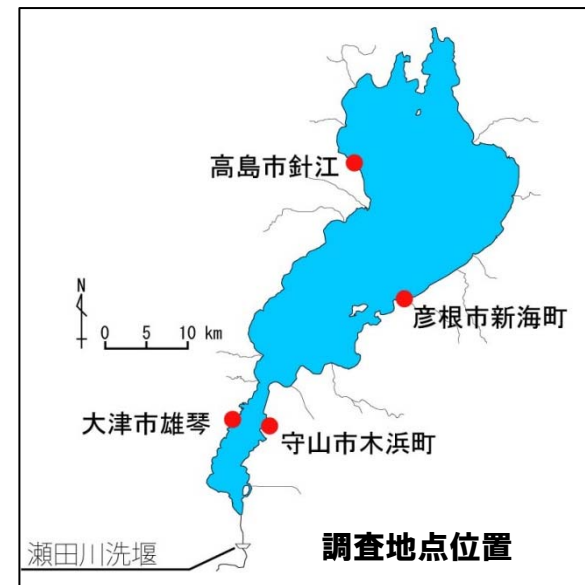 高島市針江
N
0 5 10 km
彦根市新海町
大津市雄琴
守山市木浜町
瀬田川洗堰
調査地点位置